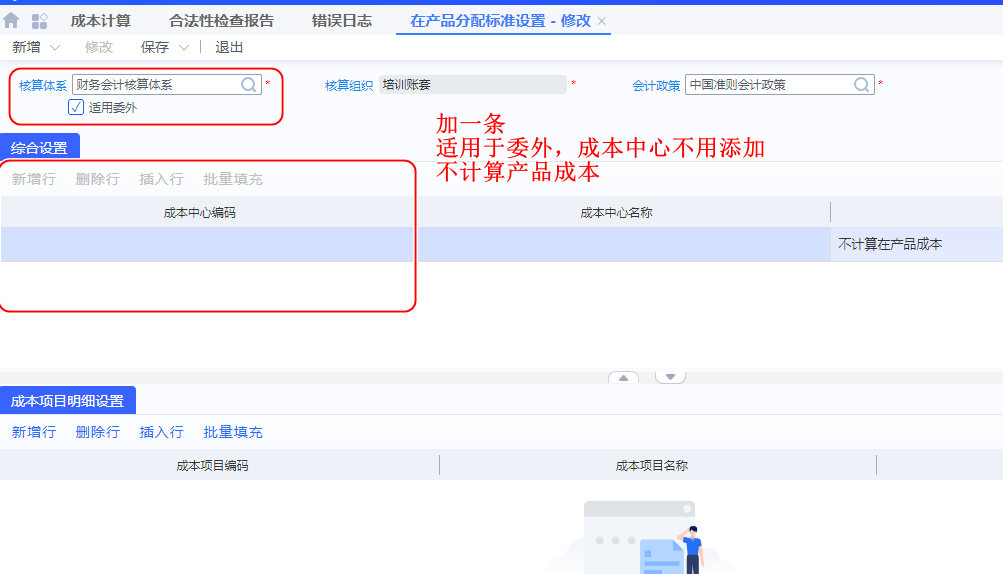 成本计算 合法性检查报告 错误日志 在产品分配标准设置 - 修改 ×
新增 修改 保存 退出
核算体系 财务会计核算体系 * 核算组织 培训账套 * 会计政策 中国准则会计政策 *
适用委外
加一条
适用于委外，成本中心不用添加
不计算产品成本
综合设置
新增行 删除行 插入行 批量填充
成本中心编码 成本中心名称
不计算在产品成本
成本项目明细设置
新增行 删除行 插入行 批量填充
成本项目编码 成本项目名称